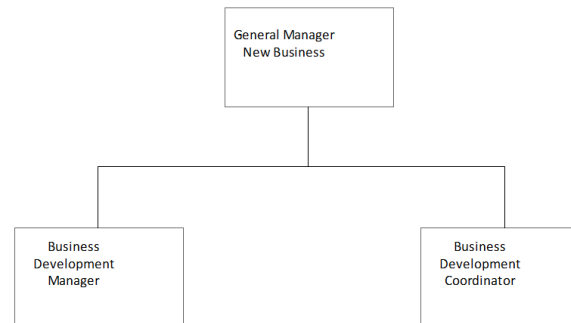 General Manager
New Business
Business
Development
Manager
Business
Development
Coordinator